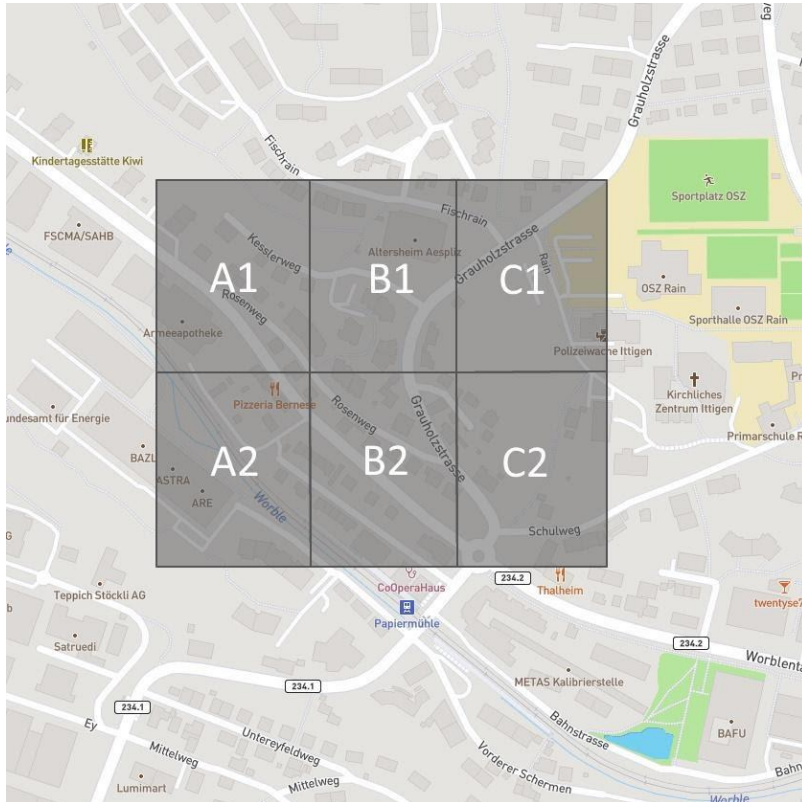 Grauholzstrasse
weg
Fischrain
Kindertagesstätte Kiwi
Sportplatz OSZ
Fischrain
FSCMA/SAHB
Kesslerweg
Altersheim Aespliz
Grauholzstrasse
Rain
A1
B1
C1
OSZ Rain
Rosenweg
Sporthalle OSZ Rain
Armeeapotheke
Polizeiwache Ittigen
Kirchliches
Zentrum Ittigen
Pizzeria Bernese
Rosenweg
Grauholzstrasse
undesamt für Energie
Primarschule R
BAZL
A2
B2
C2
ASTRA
ARE
Worble
Schulweg
G
CoOperaHaus
234.2
Thalheim
Teppich Stöckli AG
twentyse7
Papiermühle
Satruedi
234.2
Worblenta
234.1
METAS Kalibrierstelle
234.1
Ey
Untereyfeldweg
Bahnstrasse
BAFU
Mittelweg
Vorderer Schermen
Bahn
Mittelweg
Lumimart
Worble